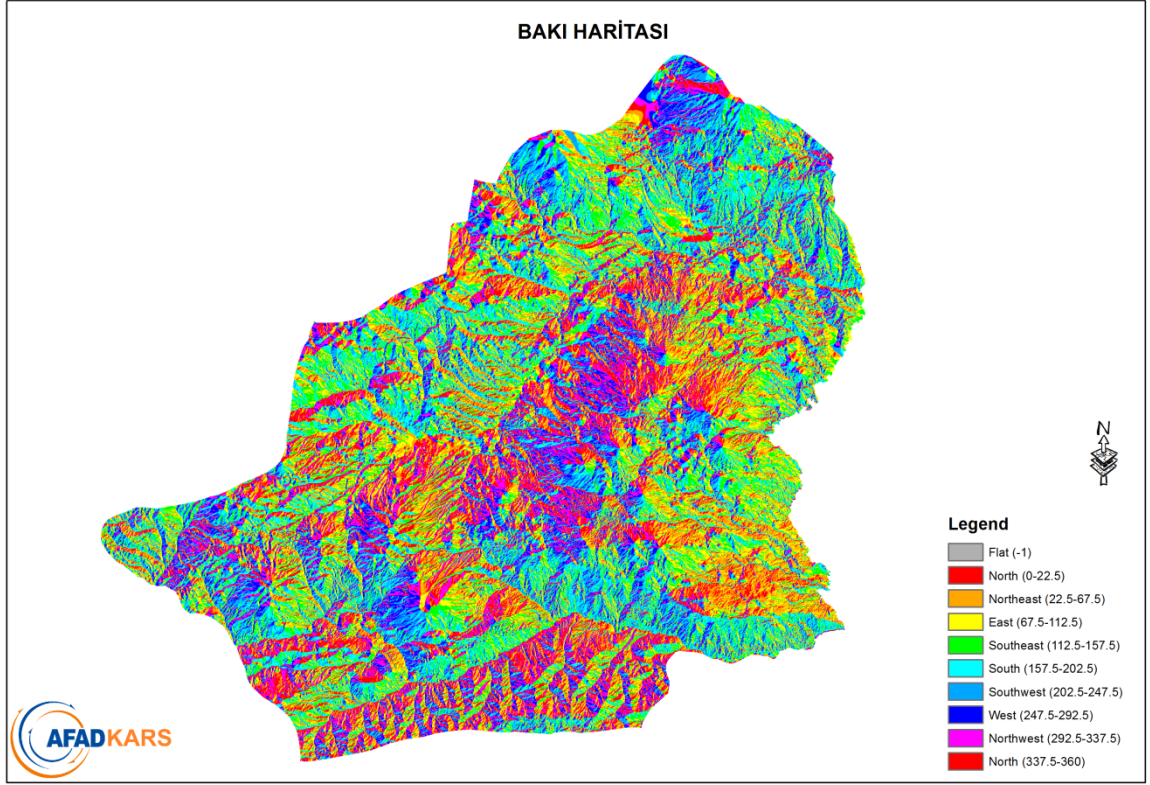 BAKI HARİTASI
N
Legend
Flat (-1)
North (0-22.5)
Northeast (22.5-67.5)
East (67.5-112.5)
Southeast (112.5-157.5)
South (157.5-202.5)
Southwest (202.5-247.5)
West (247.5-292.5)
Northwest (292.5-337.5)
North (337.5-360)
AFADKARS